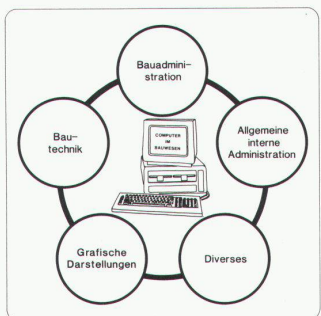 Bauadmini-
stration
Bau-
technik
COMPUTER
IM
BAUWESEN
Allgemeine
interne
Administration
Grafische
Darstellungen
Diverses